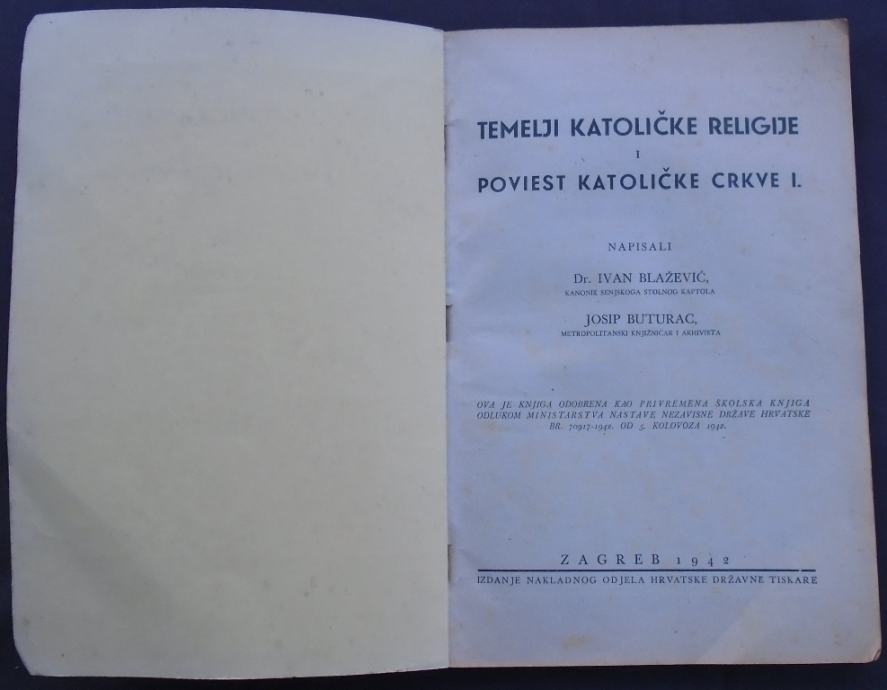 TEMELJI KATOLIČKE RELIGIJE
I
POVIEST KATOLIČKE CRKVE I.
NAPISALI
Dr. IVAN BLAŽEVIĆ,
KANONIK SENJSKOGA STOLNOG KAPTOLA
JOSIP BUTURAC,
METROPOLITANSKI KNJIŽNIČAR I ARHIVISTA
OVA JE KNJIGA ODOBRENA KAO PRIVREMENA ŠKOLSKA KNJIGA
ODLUKOM MINISTARSTVA NASTAVE NEZAVISNE DRŽAVE HRVATSKE
BR. 70917-1942. OD 5. KOLOVOZA 1942.
ZAGREB 1942
IZDANJE NAKLADNOG ODJELA HRVATSKE DRŽAVNE TISKARE